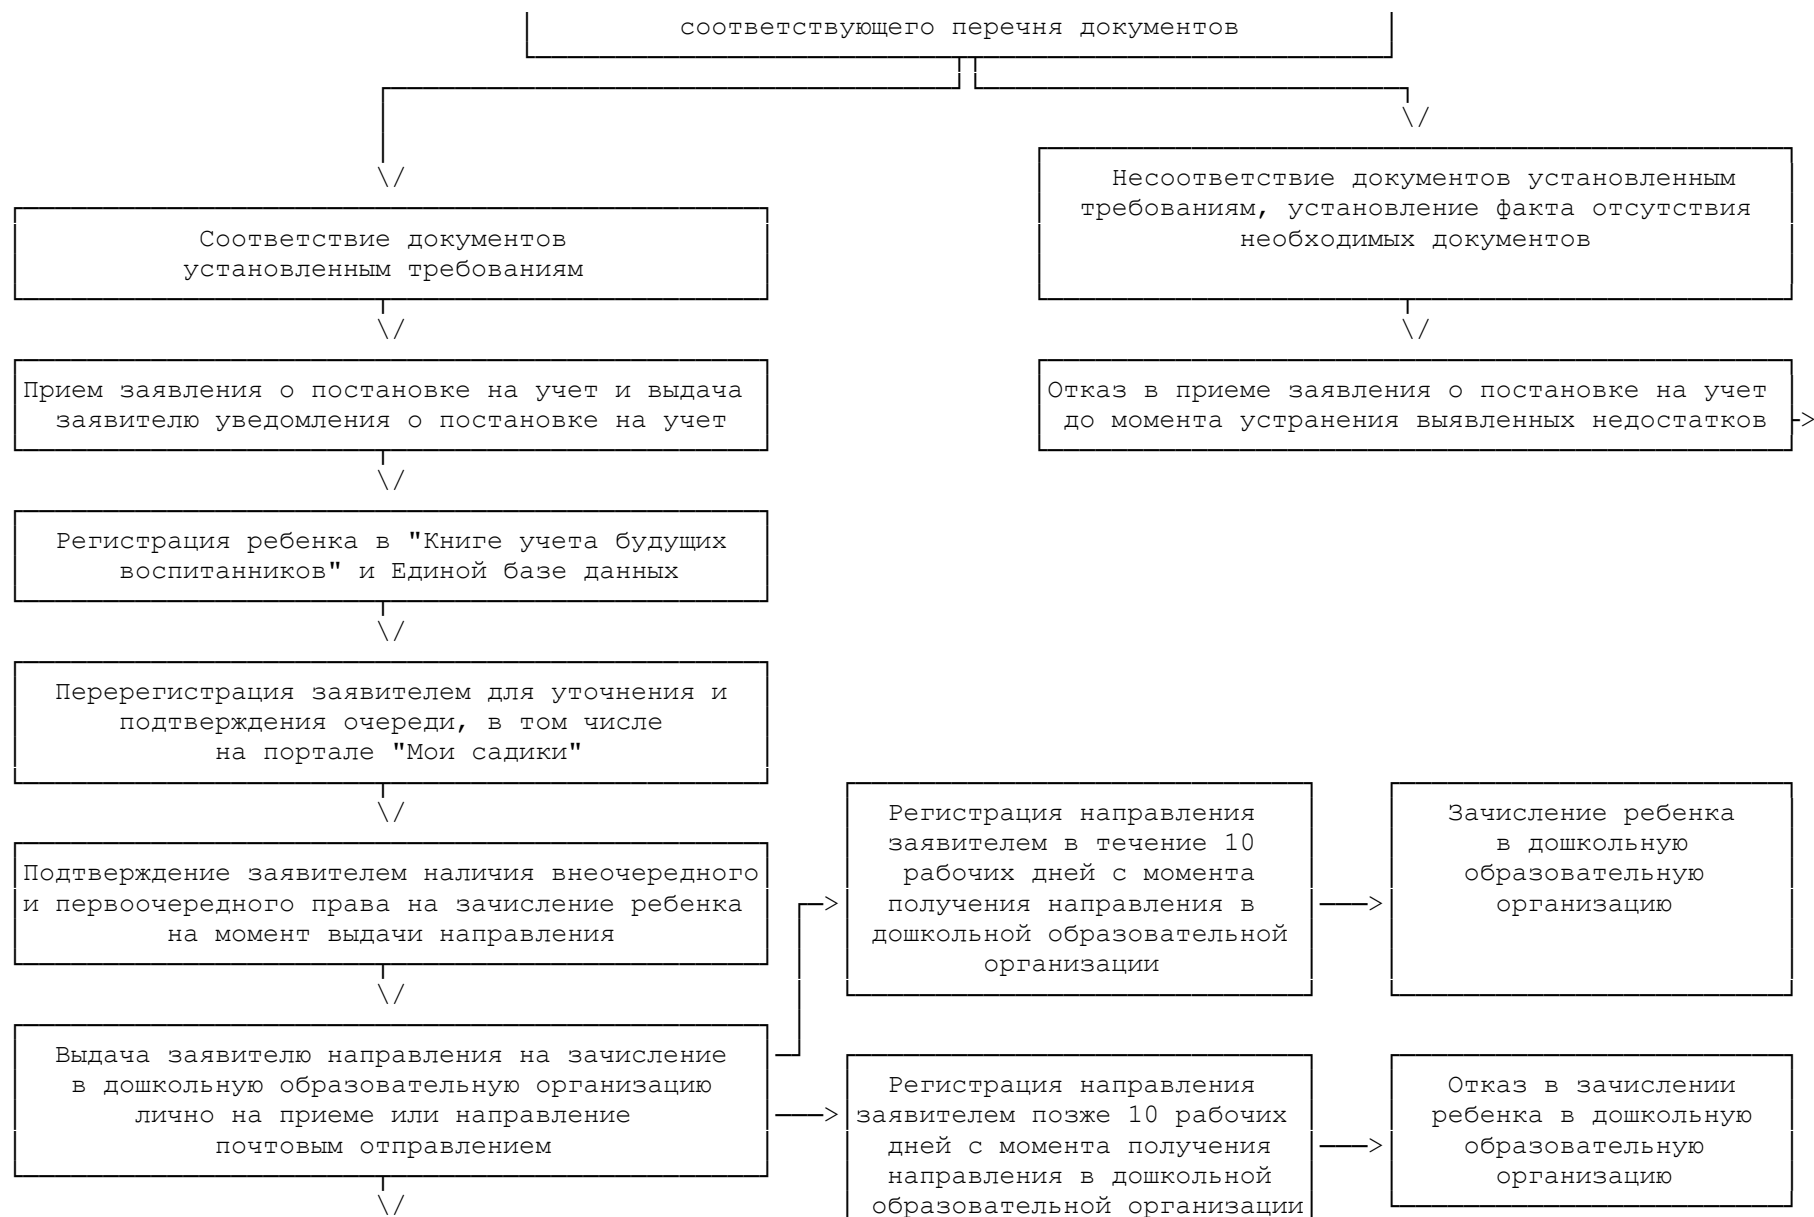 соответствующего перечня документов
Несоответствие документов установленным
требованиям, установление факта отсутствия
необходимых документов
Соответствие документов
установленным требованиям
Прием заявления о постановке на учет и выдача
заявителю уведомления о постановке на учет
Отказ в приеме заявления о постановке на учет
до момента устранения выявленных недостатков
Регистрация ребенка в "Книге учета будущих
воспитанников" и Единой базе данных
Перерегистрация заявителем для уточнения и
подтверждения очереди, в том числе
на портале "Мои садики"
Подтверждение заявителем наличия внеочередного
и первоочередного права на зачисление ребенка
на момент выдачи направления
Регистрация направления
заявителем в течение 10
рабочих дней с момента
получения направления в
дошкольной образовательной
организации
Зачисление ребенка
в дошкольную
образовательную
организацию
Выдача заявителю направления на зачисление
в дошкольную образовательную организацию
лично на приеме или направление
почтовым отправлением
Регистрация направления
заявителем позже 10 рабочих
дней с момента получения
направления в дошкольной
образовательной организации
Отказ в зачислении
ребенка в дошкольную
образовательную
организацию